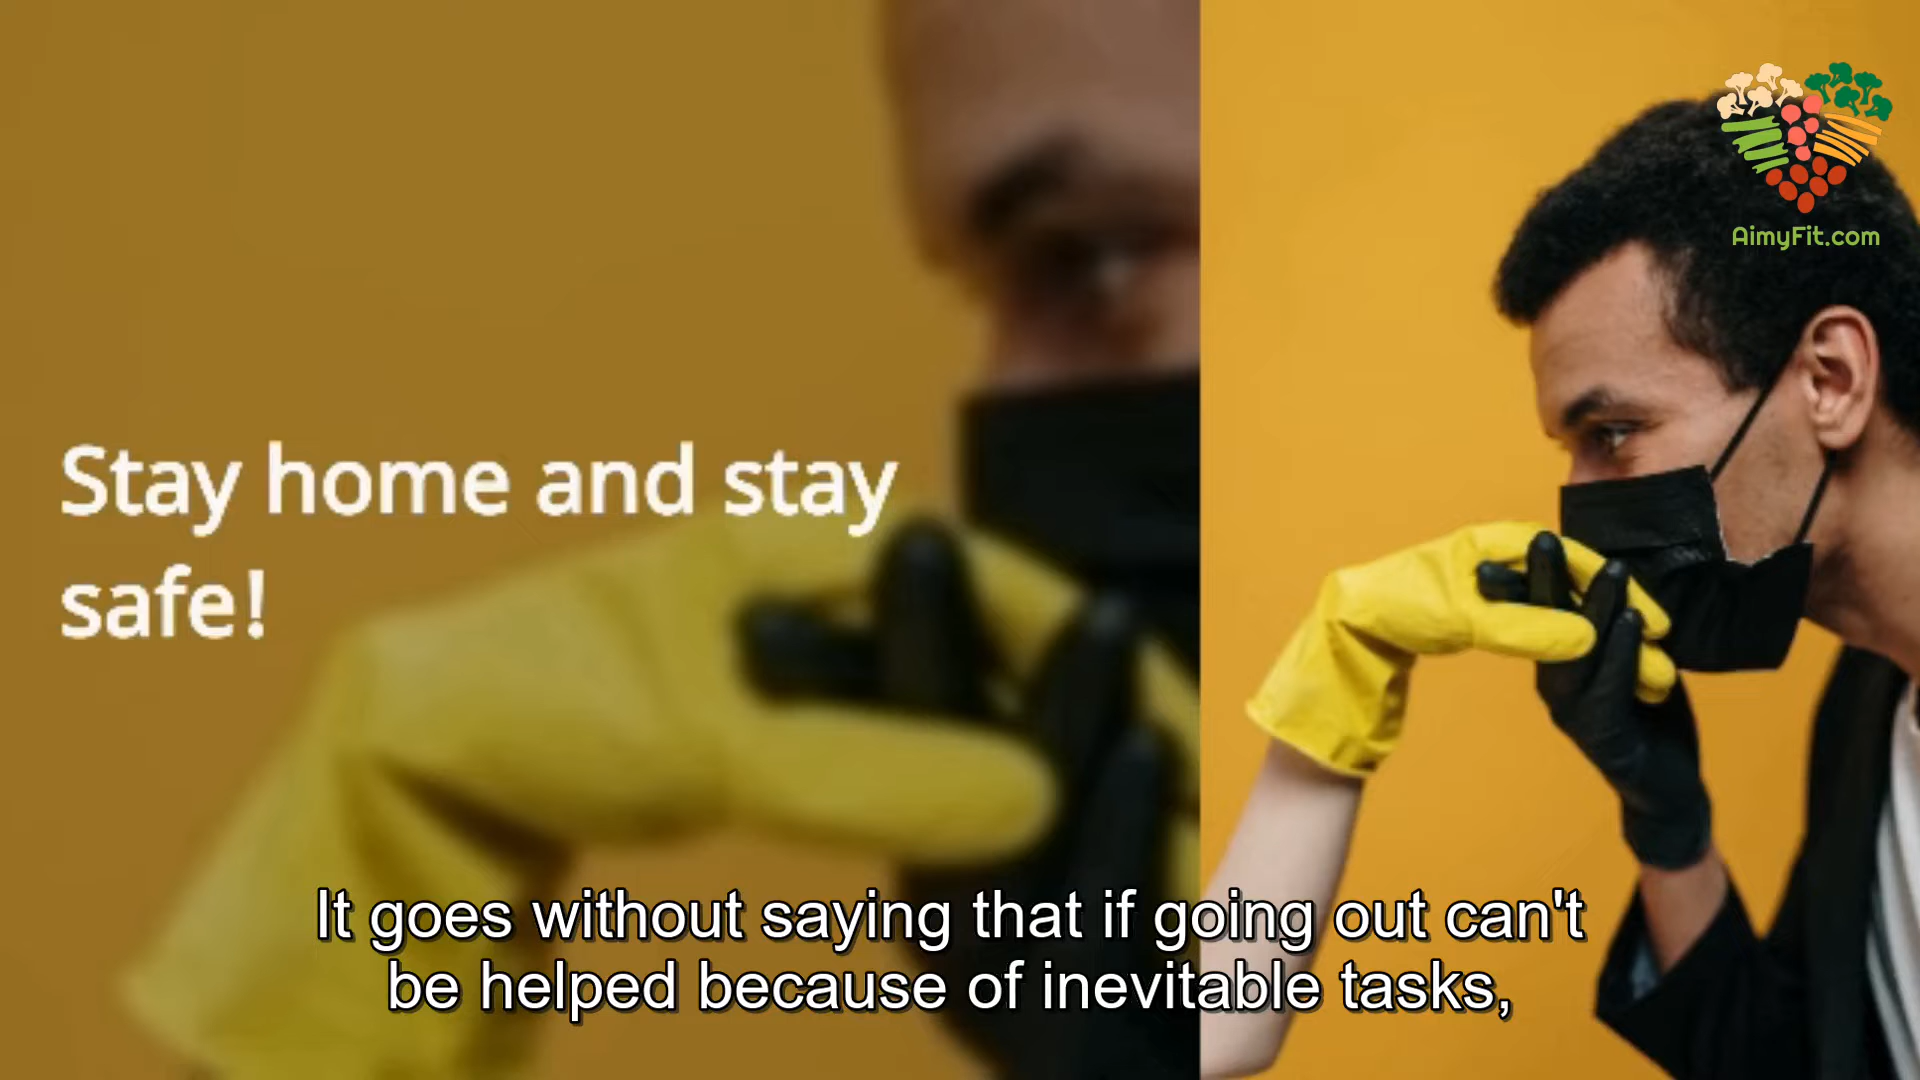 AimyFit.com
Stay home and stay
safe!
It goes without saying that if going out can't
be helped because of inevitable tasks,